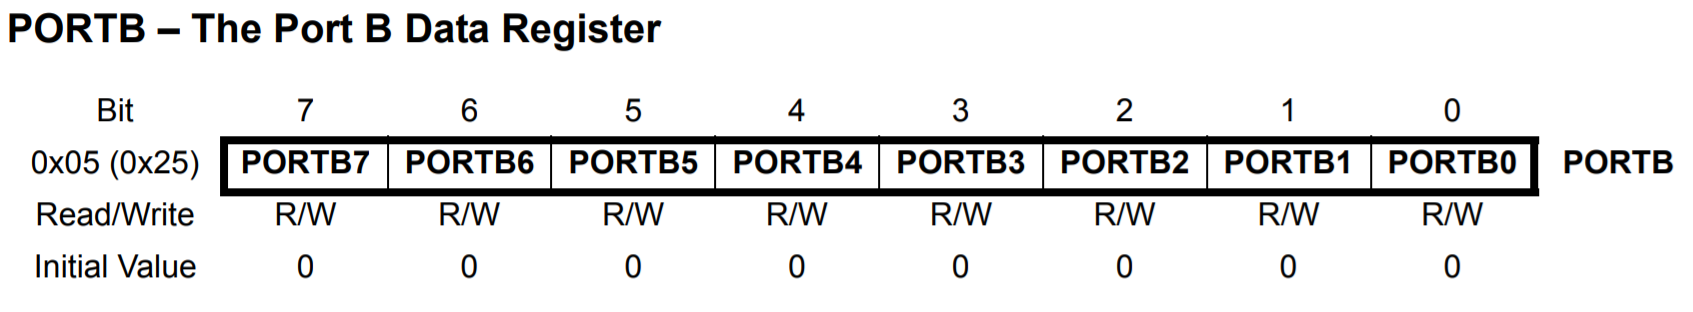 PORTB – The Port B Data Register
Bit 7 6 5 4 3 2 1 0
0x05 (0x25) PORTB7 PORTB6 PORTB5 PORTB4 PORTB3 PORTB2 PORTB1 PORTB0 PORTB
Read/Write R/W R/W R/W R/W R/W R/W R/W R/W
Initial Value 0 0 0 0 0 0 0 0